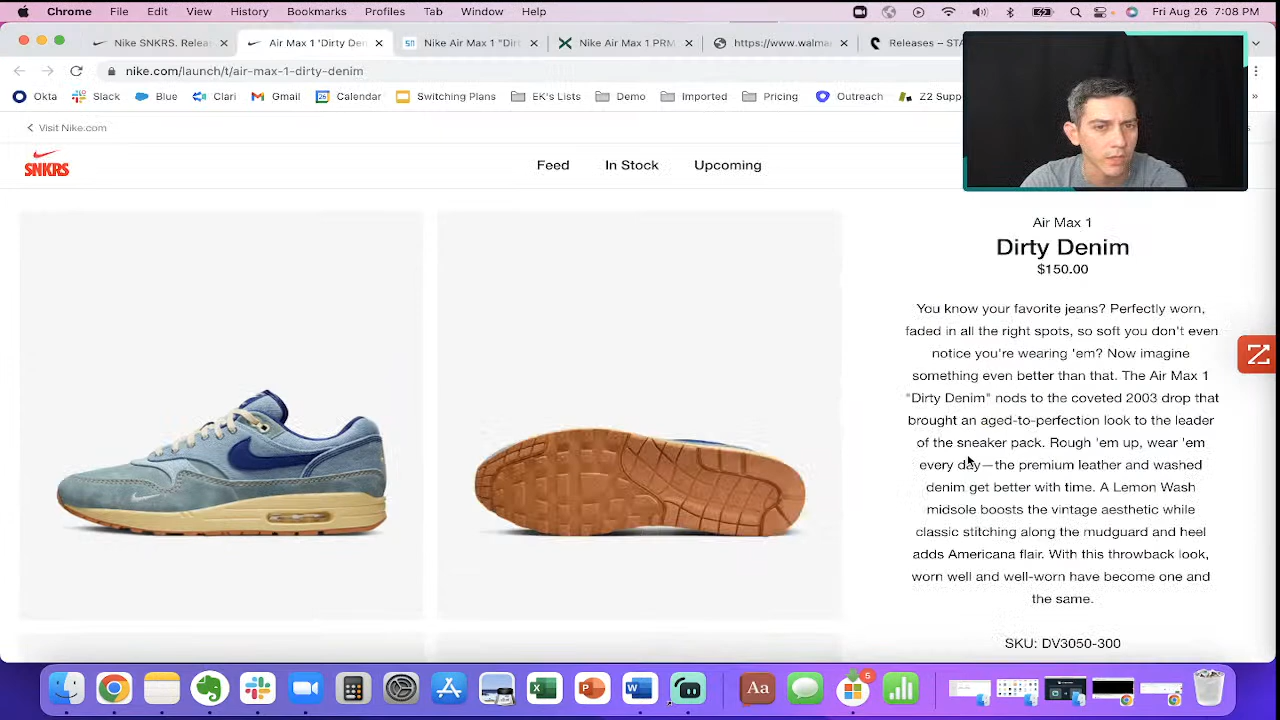 Chrome File Edit View History Bookmarks Profiles Tab Window Help Fri Aug 26 7:08 PM
Nike SNKRS. Relea Air Max 1 'Dirty Den Nike Air Max 1 "Dirt Nike Air Max 1 PRM https://www.walma Releases – STA
nike.com/launch/t/air-max-1-dirty-denim
Okta Slack Blue Clari Gmail Calendar Switching Plans EK's Lists Demo Imported Pricing Outreach Z2 Supp »
Visit Nike.com
SNKRS
Feed In Stock Upcoming
Air Max 1
Dirty Denim
$150.00
You know your favorite jeans? Perfectly worn,
faded in all the right spots, so soft you don't even
notice you're wearing 'em? Now imagine
something even better than that. The Air Max 1
"Dirty Denim" nods to the coveted 2003 drop that
brought an aged-to-perfection look to the leader
of the sneaker pack. Rough 'em up, wear 'em
every day—the premium leather and washed
denim get better with time. A Lemon Wash
midsole boosts the vintage aesthetic while
classic stitching along the mudguard and heel
adds Americana flair. With this throwback look,
worn well and well-worn have become one and
the same.
SKU: DV3050-300
Aa
5